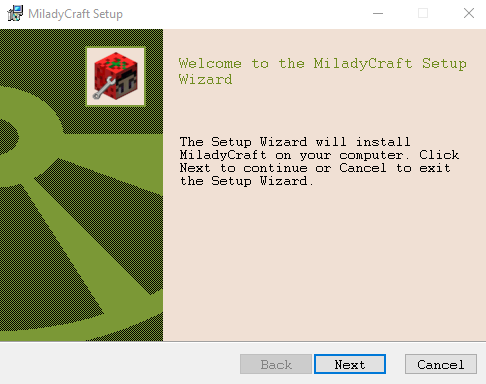 MiladyCraft Setup
Welcome to the MiladyCraft Setup
Wizard
The Setup Wizard will install
MiladyCraft on your computer. Click
Next to continue or Cancel to exit
the Setup Wizard.
Back
Next
Cancel